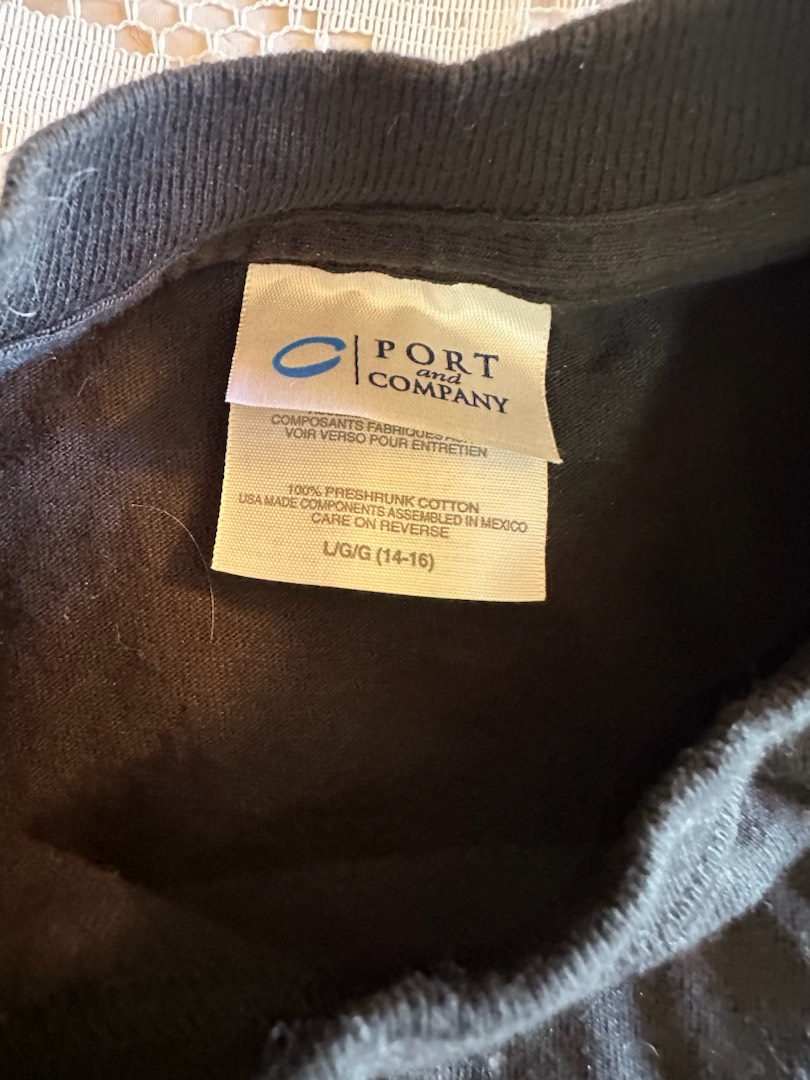 PORT
and
COMPANY
COMPOSANTS FABRIQUES
VOIR VERSO POUR ENTRETIEN
100% PRESHRUNK COTTON
USA MADE COMPONENTS ASSEMBLED IN MEXICO
CARE ON REVERSE
L/G/G (14-16)